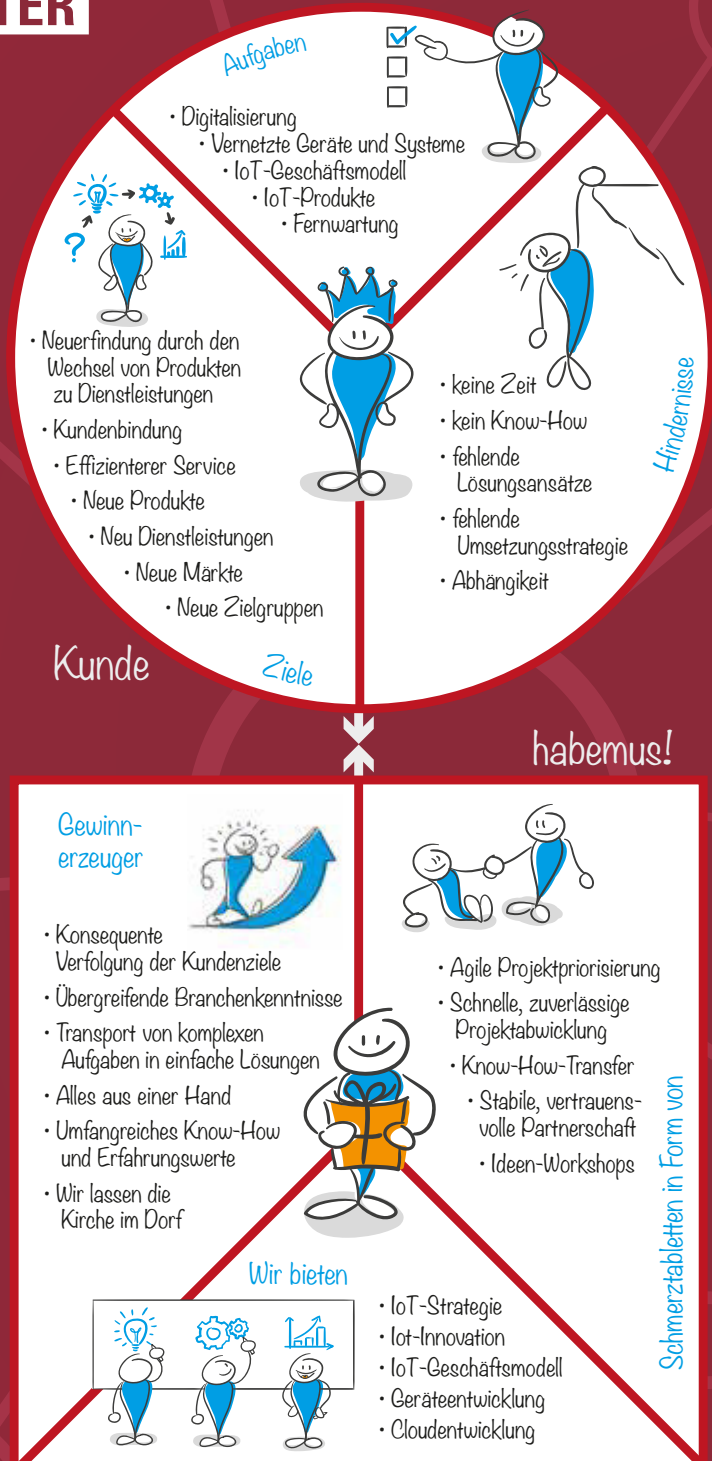 Aufgaben
• Digitalisierung
• Vernetzte Geräte und Systeme
• IoT-Geschäftsmodell
• IoT-Produkte
• Fernwartung
?
• Neuerfindung durch den
Wechsel von Produkten
zu Dienstleistungen
• Kundenbindung
• Effizienterer Service
• Neue Produkte
• Neu Dienstleistungen
• Neue Märkte
• Neue Zielgruppen
Ziele
• keine Zeit
• kein Know-How
• fehlende
Lösungsansätze
• fehlende
Umsetzungsstrategie
• Abhängikeit
Hindernisse
Kunde
habemus!
Gewinn-
erzeuger
• Konsequente
Verfolgung der Kundenziele
• Übergreifende Branchenkenntnisse
• Transport von komplexen
Aufgaben in einfache Lösungen
• Alles aus einer Hand
• Umfangreiches Know-How
und Erfahrungswerte
• Wir lassen die
Kirche im Dorf
• Agile Projektpriorisierung
• Schnelle, zuverlässige
Projektabwicklung
• Know-How-Transfer
• Stabile, vertrauens-
volle Partnerschaft
• Ideen-Workshops
Schmerztabletten in Form von
Wir bieten
• IoT-Strategie
• Iot-Innovation
• IoT-Geschäftsmodell
• Geräteentwicklung
• Cloudentwicklung